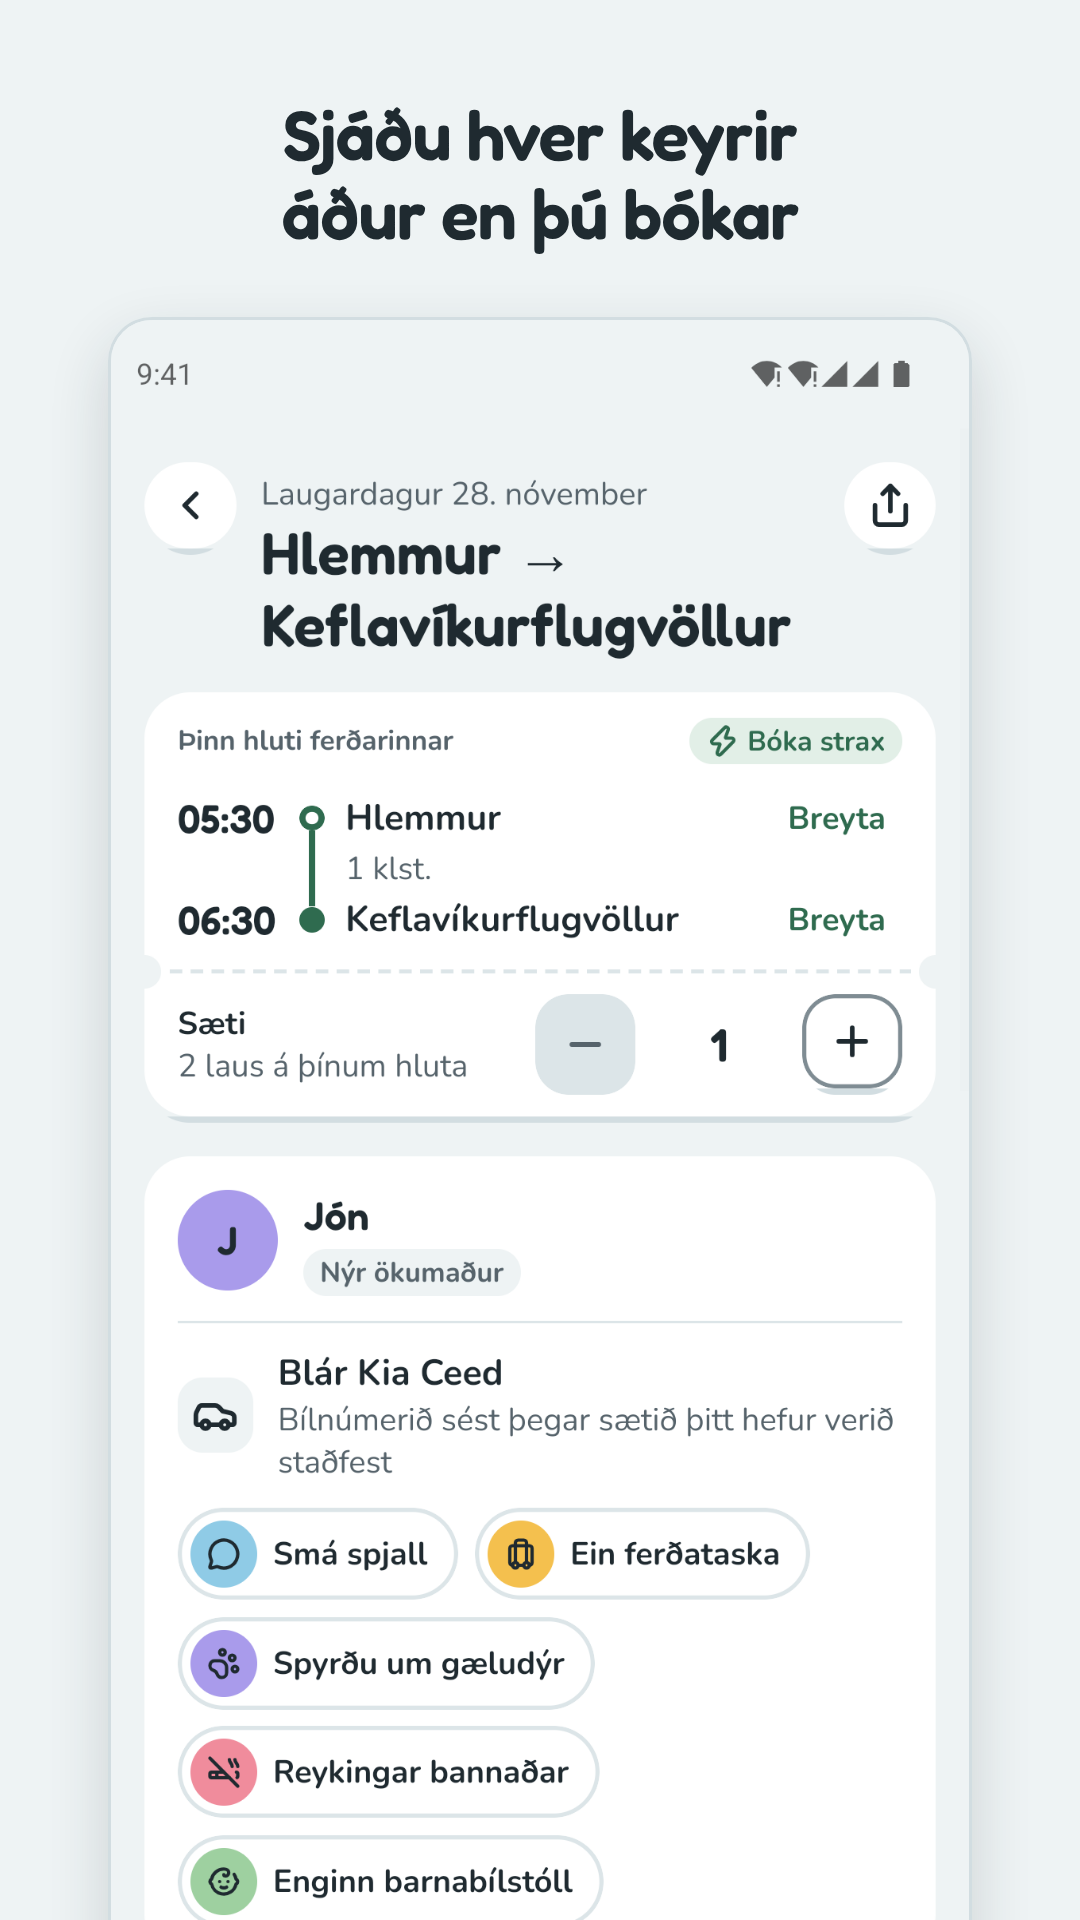 Sjáðu hver keyrir
áður en þú bókar
9:41
Laugardagur 28. nóvember
Hlemmur →
Keflavíkurflugvöllur
Þinn hluti ferðarinnar
Bóka strax
05:30 Hlemmur Breyta
1 klst.
06:30 Keflavíkurflugvöllur Breyta
Sæti
2 laus á þínum hluta
1
J
Jón
Nýr ökumaður
Blár Kia Ceed
Bílnúmerið sést þegar sætið þitt hefur verið
staðfest
Smá spjall
Ein ferðataska
Spyrðu um gæludýr
Reykingar bannaðar
Enginn barnabílstóll